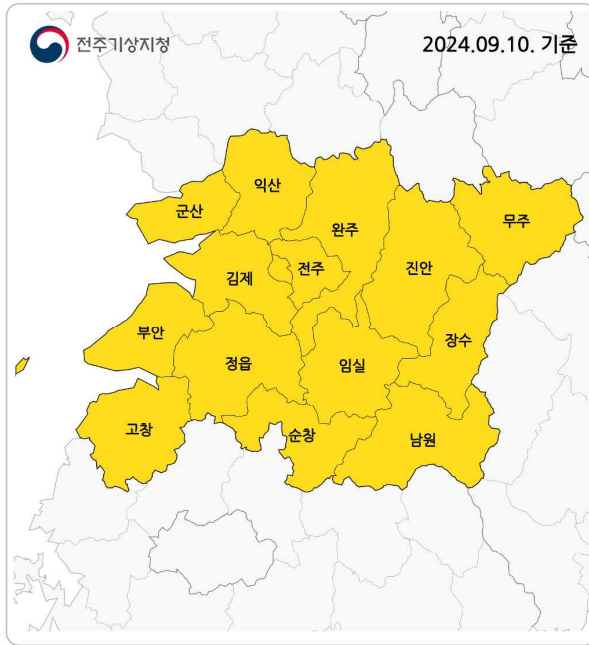 전주기상지청
2024.09.10. 기준
익산
군산
완주
무주
전주
진안
김제
부안
장수
정읍
임실
고창
순창
남원